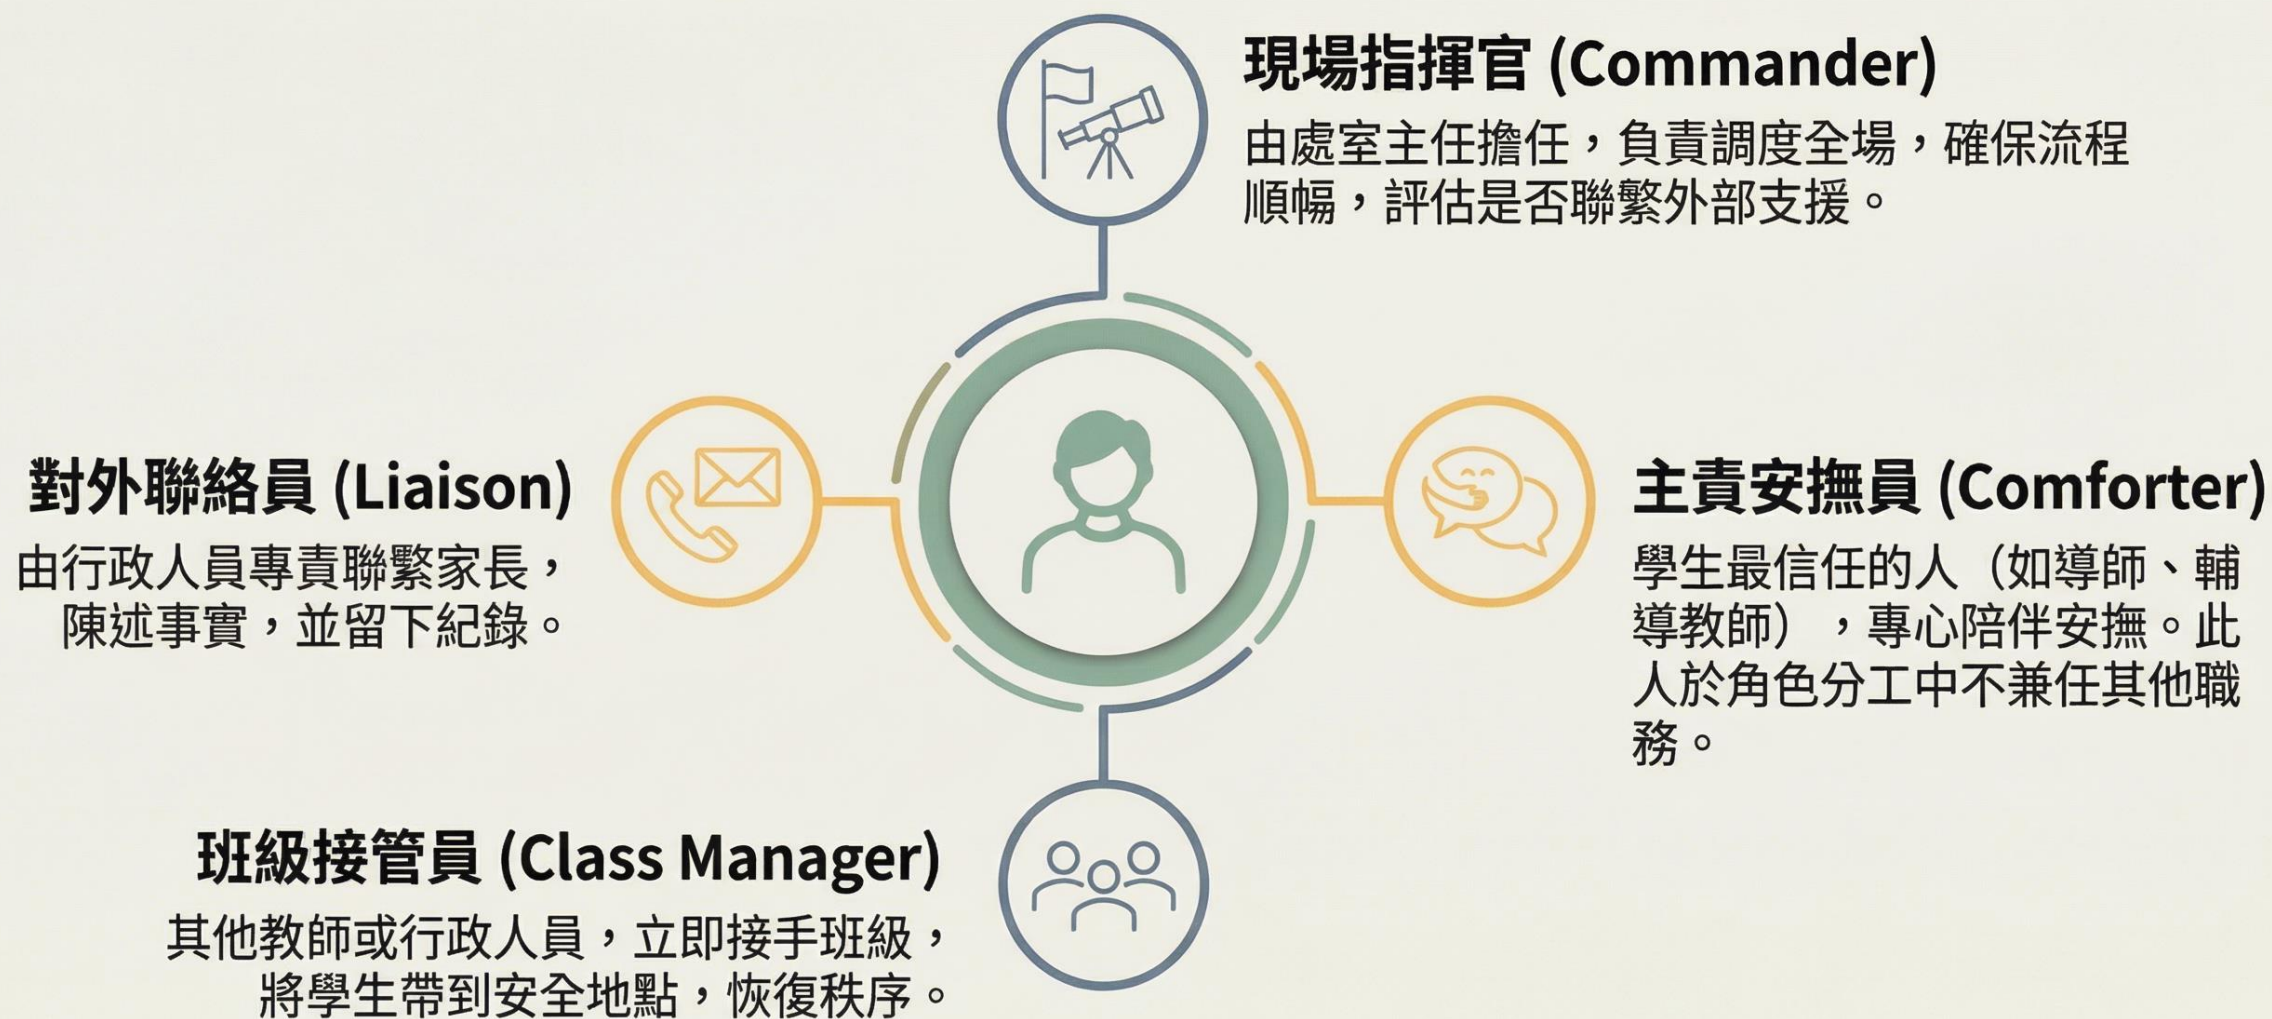 現場指揮官 (Commander)
由處室主任擔任，負責調度全場，確保流程
順暢，評估是否聯繫外部支援。
對外聯絡員 (Liaison)
由行政人員專責聯繫家長，
陳述事實，並留下紀錄。
主責安撫員 (Comforter)
學生最信任的人（如導師、輔
導教師），專心陪伴安撫。此
人於角色分工中不兼任其他職
務。
班級接管員 (Class Manager)
其他教師或行政人員，立即接手班級，
將學生帶到安全地點，恢復秩序。